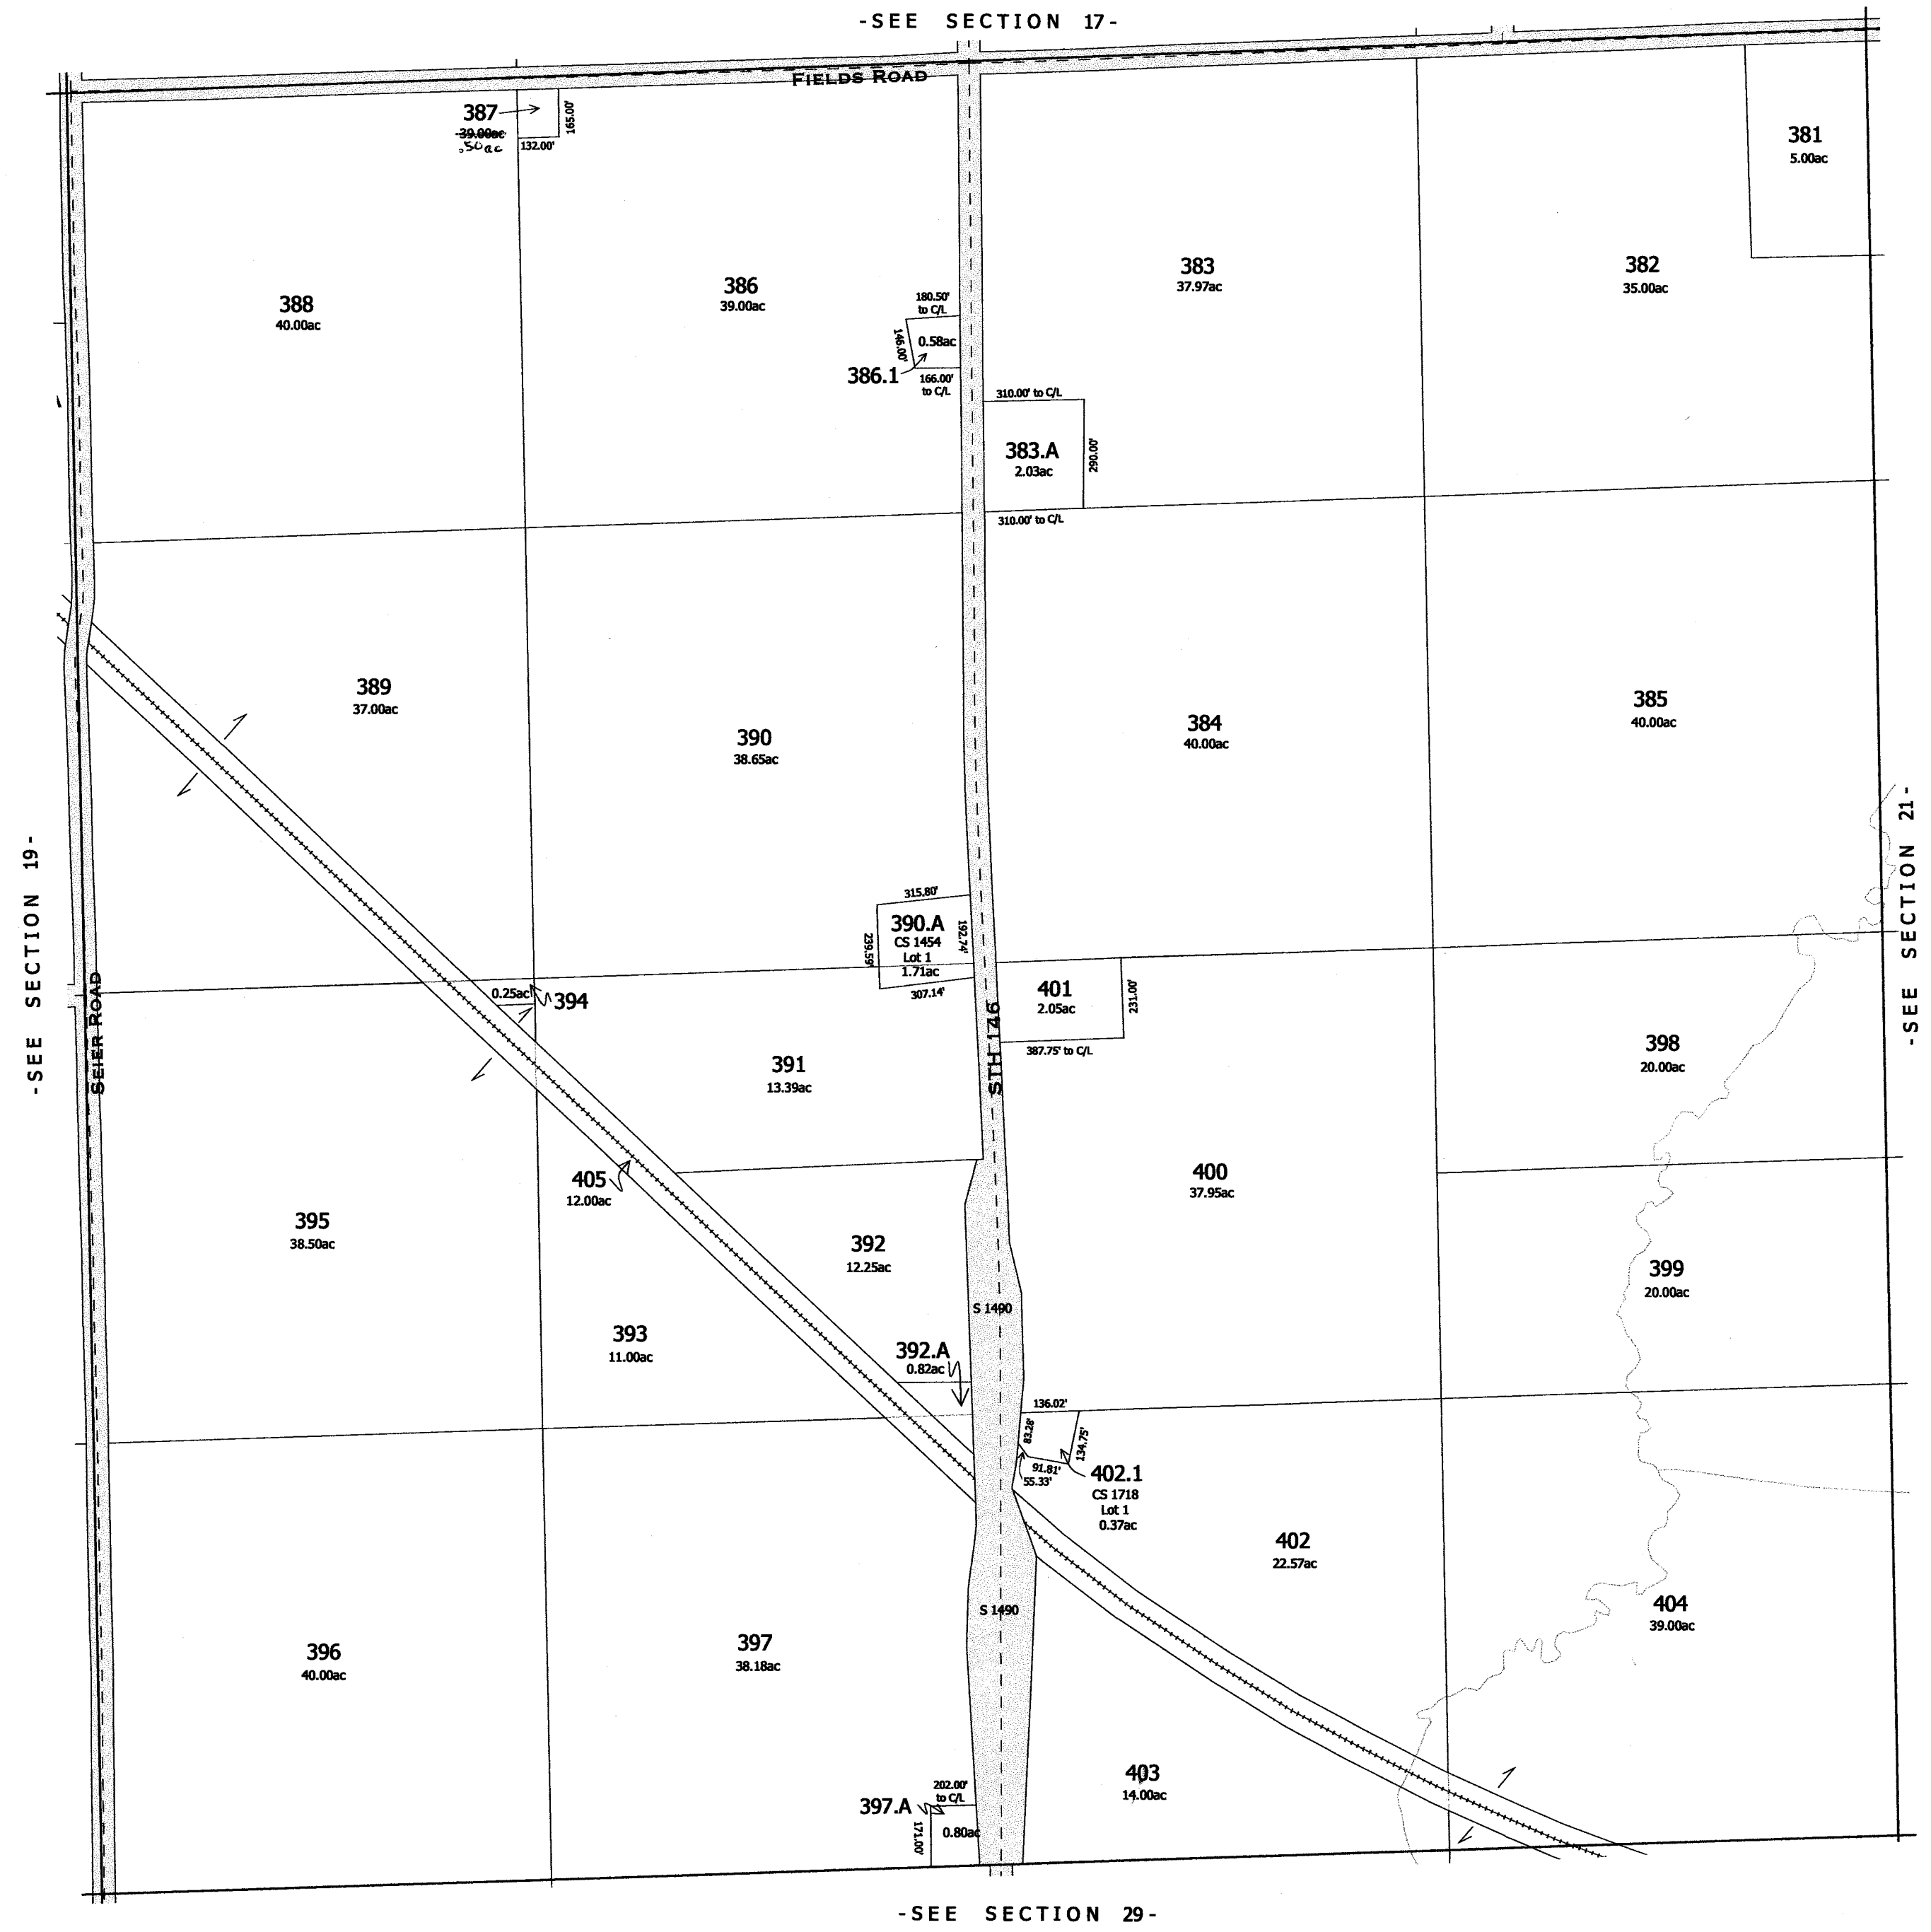 -SEE SECTION 17-
FIELDS ROAD
387
39.00ac
.50ac
132.00'
165.00'
381
5.00ac
388
40.00ac
386
39.00ac
180.50'
to C/L
146.00'
0.58ac
386.1
166.00'
to C/L
383
37.97ac
382
35.00ac
310.00' to C/L
383.A
2.03ac
290.00'
310.00' to C/L
389
37.00ac
390
38.65ac
384
40.00ac
385
40.00ac
-SEE SECTION 19-
-SEE SECTION 21-
SEIER ROAD
315.80'
390.A
CS 1454
Lot 1
1.71ac
239.59'
192.74'
307.14'
0.25ac
394
STH 146
401
2.05ac
231.00'
387.75' to C/L
391
13.39ac
398
20.00ac
405
12.00ac
400
37.95ac
395
38.50ac
392
12.25ac
399
20.00ac
S 1490
393
11.00ac
392.A
0.82ac
136.02'
83.28'
134.75'
91.81'
55.33'
402.1
CS 1718
Lot 1
0.37ac
402
22.57ac
S 1490
404
39.00ac
396
40.00ac
397
38.18ac
403
14.00ac
202.00'
to C/L
397.A
171.00'
0.80ac
-SEE SECTION 29-